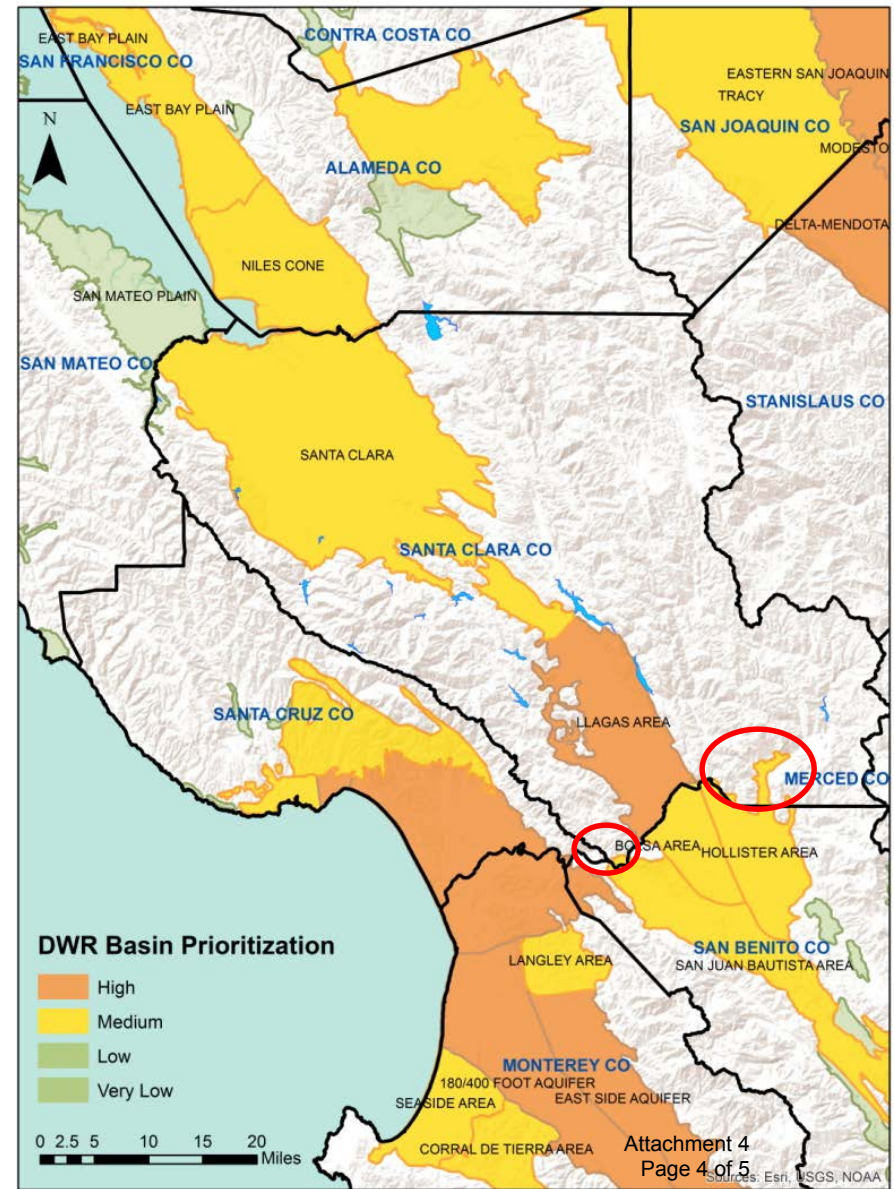 EAST BAY PLAIN
CONTRA COSTA CO
SAN FRANCISCO CO
EASTERN SAN JOAQUIN
TRACY
EAST BAY PLAIN
N
SAN JOAQUIN CO
MODESTO
ALAMEDA CO
DELTA-MENDOTA
NILES CONE
SAN MATEO PLAIN
SAN MATEO CO
STANISLAUS CO
SANTA CLARA
SANTA CLARA CO
SANTA CRUZ CO
LLAGAS AREA
MERCED CO
BOLSA AREA
HOLLISTER AREA
DWR Basin Prioritization
High
Medium
Low
Very Low
SAN BENITO CO
SAN JUAN BAUTISTA AREA
LANGLEY AREA
MONTEREY CO
180/400 FOOT AQUIFER
EAST SIDE AQUIFER
SEASIDE AREA
CORRAL DE TIERRA AREA
0 2.5 5 10 15 20
Miles
Attachment 4
Page 4 of 5
Sources: Esri, USGS, NOAA